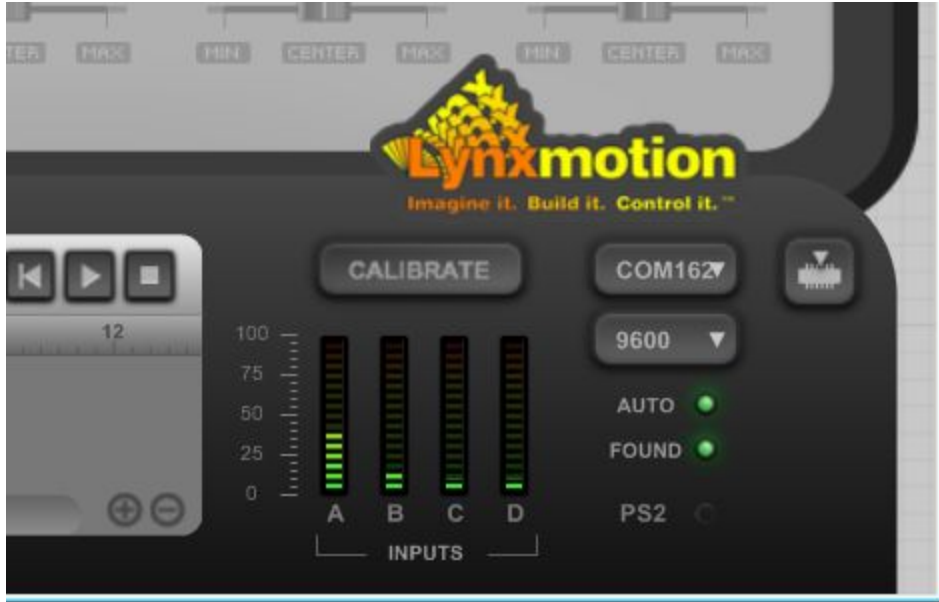 MAX MIN CENTER MAX MIN CENTER MAX
Lynxmotion
Imagine it. Build it. Control it.™
CALIBRATE
COM162
12
9600
100
75
AUTO
50
FOUND
25
0
A B C D
PS2
INPUTS